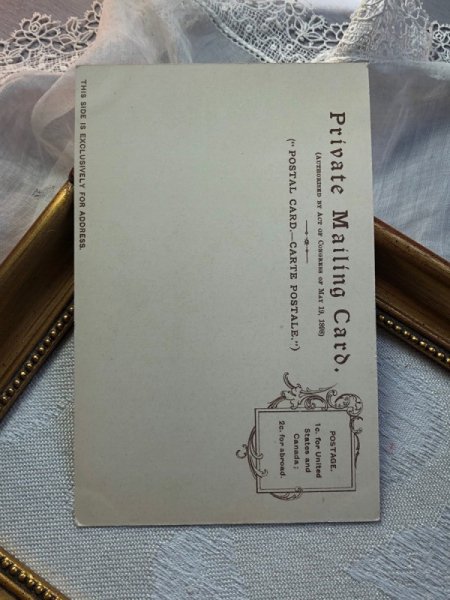 Private Mailing Card.
(AUTHORISED BY ACT OF CONGRESS OF MAY 19, 1898)
("POSTAL CARD.—CARTE POSTALE.")
POSTAGE.
1c. for United
States and
Canada;
2c. for abroad.
THIS SIDE IS EXCLUSIVELY FOR ADDRESS.